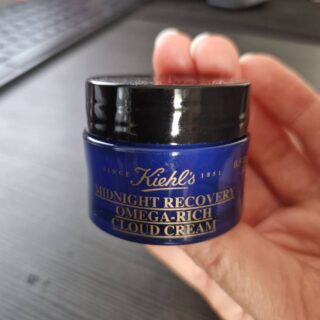 SINCE Kiehl's 1851
MIDNIGHT RECOVERY
OMEGA-RICH
CLOUD CREAM